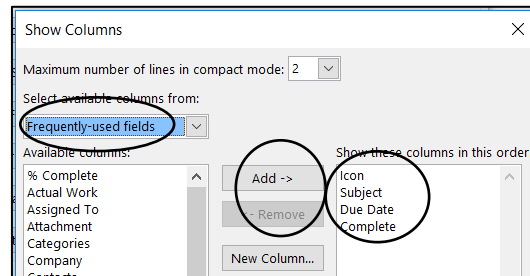 Show Columns
Maximum number of lines in compact mode: 2
Select available columns from:
Frequently-used fields
Available columns:
Show these columns in this order
% Complete
Actual Work
Assigned To
Attachment
Categories
Company
Add ->
<- Remove
New Column...
Icon
Subject
Due Date
Complete